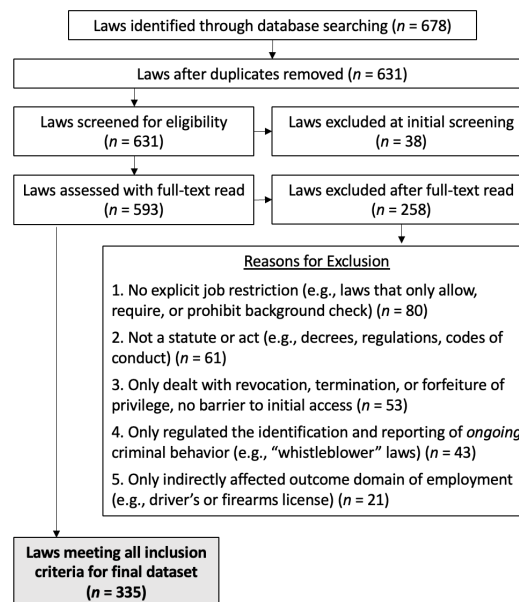 Laws identified through database searching (n = 678)
Laws after duplicates removed (n = 631)
Laws screened for eligibility
(n = 631)
Laws excluded at initial screening
(n = 38)
Laws assessed with full-text read
(n = 593)
Laws excluded after full-text read
(n = 258)
Reasons for Exclusion
1. No explicit job restriction (e.g., laws that only allow,
require, or prohibit background check) (n = 80)
2. Not a statute or act (e.g., decrees, regulations, codes of
conduct) (n = 61)
3. Only dealt with revocation, termination, or forfeiture of
privilege, no barrier to initial access (n = 53)
4. Only regulated the identification and reporting of ongoing
criminal behavior (e.g., “whistleblower” laws) (n = 43)
5. Only indirectly affected outcome domain of employment
(e.g., driver’s or firearms license) (n = 21)
Laws meeting all inclusion
criteria for final dataset
(n = 335)